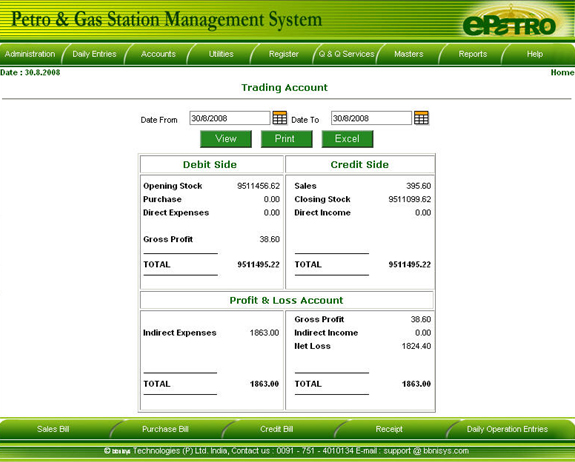 Petro & Gas Station Management System
ePetro
Administration Daily Entries Accounts Utilities Register Q & Q Services Masters Reports Help
Date : 30.8.2008 Home
Trading Account
Date From 30/8/2008 Date To 30/8/2008
View Print Excel
Debit Side Credit Side
Opening Stock 9511456.62 Sales 395.60
Purchase 0.00 Closing Stock 9511099.62
Direct Expenses 0.00 Direct Income 0.00
Gross Profit 38.60
TOTAL 9511495.22 TOTAL 9511495.22
Profit & Loss Account
Gross Profit 38.60
Indirect Expenses 1863.00 Indirect Income 0.00
Net Loss 1824.40
TOTAL 1863.00 TOTAL 1863.00
Sales Bill Purchase Bill Credit Bill Receipt Daily Operation Entries
© bbnisys Technologies (P) Ltd. India, Contact us : 0091 - 751 - 4010134 E-mail : support @ bbnisys.com